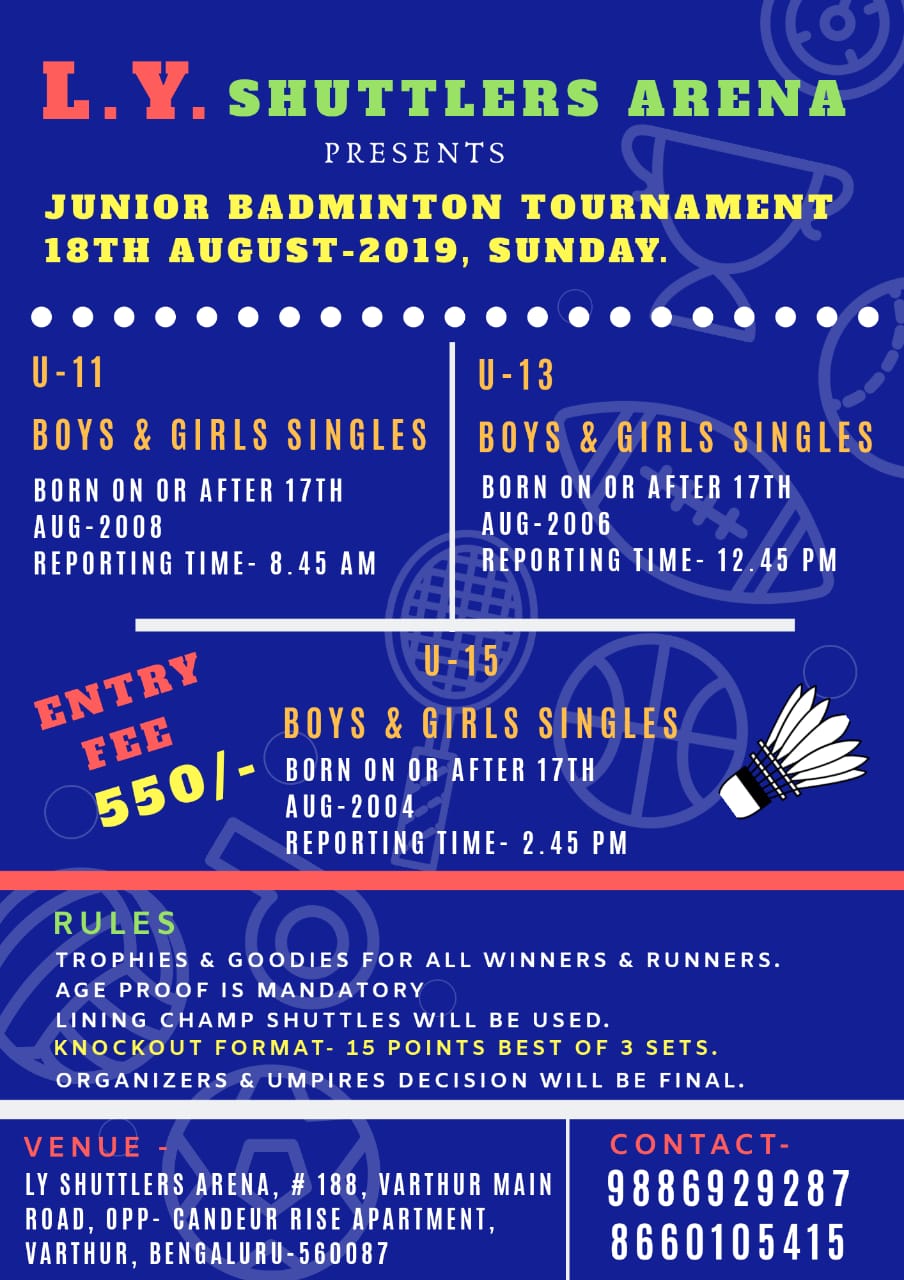 L.Y. SHUTTLERS ARENA
PRESENTS
JUNIOR BADMINTON TOURNAMENT
18TH AUGUST-2019, SUNDAY.
U-11
BOYS & GIRLS SINGLES
BORN ON OR AFTER 17TH
AUG-2008
REPORTING TIME- 8.45 AM
U-13
BOYS & GIRLS SINGLES
BORN ON OR AFTER 17TH
AUG-2006
REPORTING TIME- 12.45 PM
ENTRY
FEE
550/-
U-15
BOYS & GIRLS SINGLES
BORN ON OR AFTER 17TH
AUG-2004
REPORTING TIME- 2.45 PM
RULES
TROPHIES & GOODIES FOR ALL WINNERS & RUNNERS.
AGE PROOF IS MANDATORY
LINING CHAMP SHUTTLES WILL BE USED.
KNOCKOUT FORMAT- 15 POINTS BEST OF 3 SETS.
ORGANIZERS & UMPIRES DECISION WILL BE FINAL.
VENUE -
LY SHUTTLERS ARENA, # 188, VARTHUR MAIN
ROAD, OPP- CANDEUR RISE APARTMENT,
VARTHUR, BENGALURU-560087
CONTACT-
9886929287
8660105415